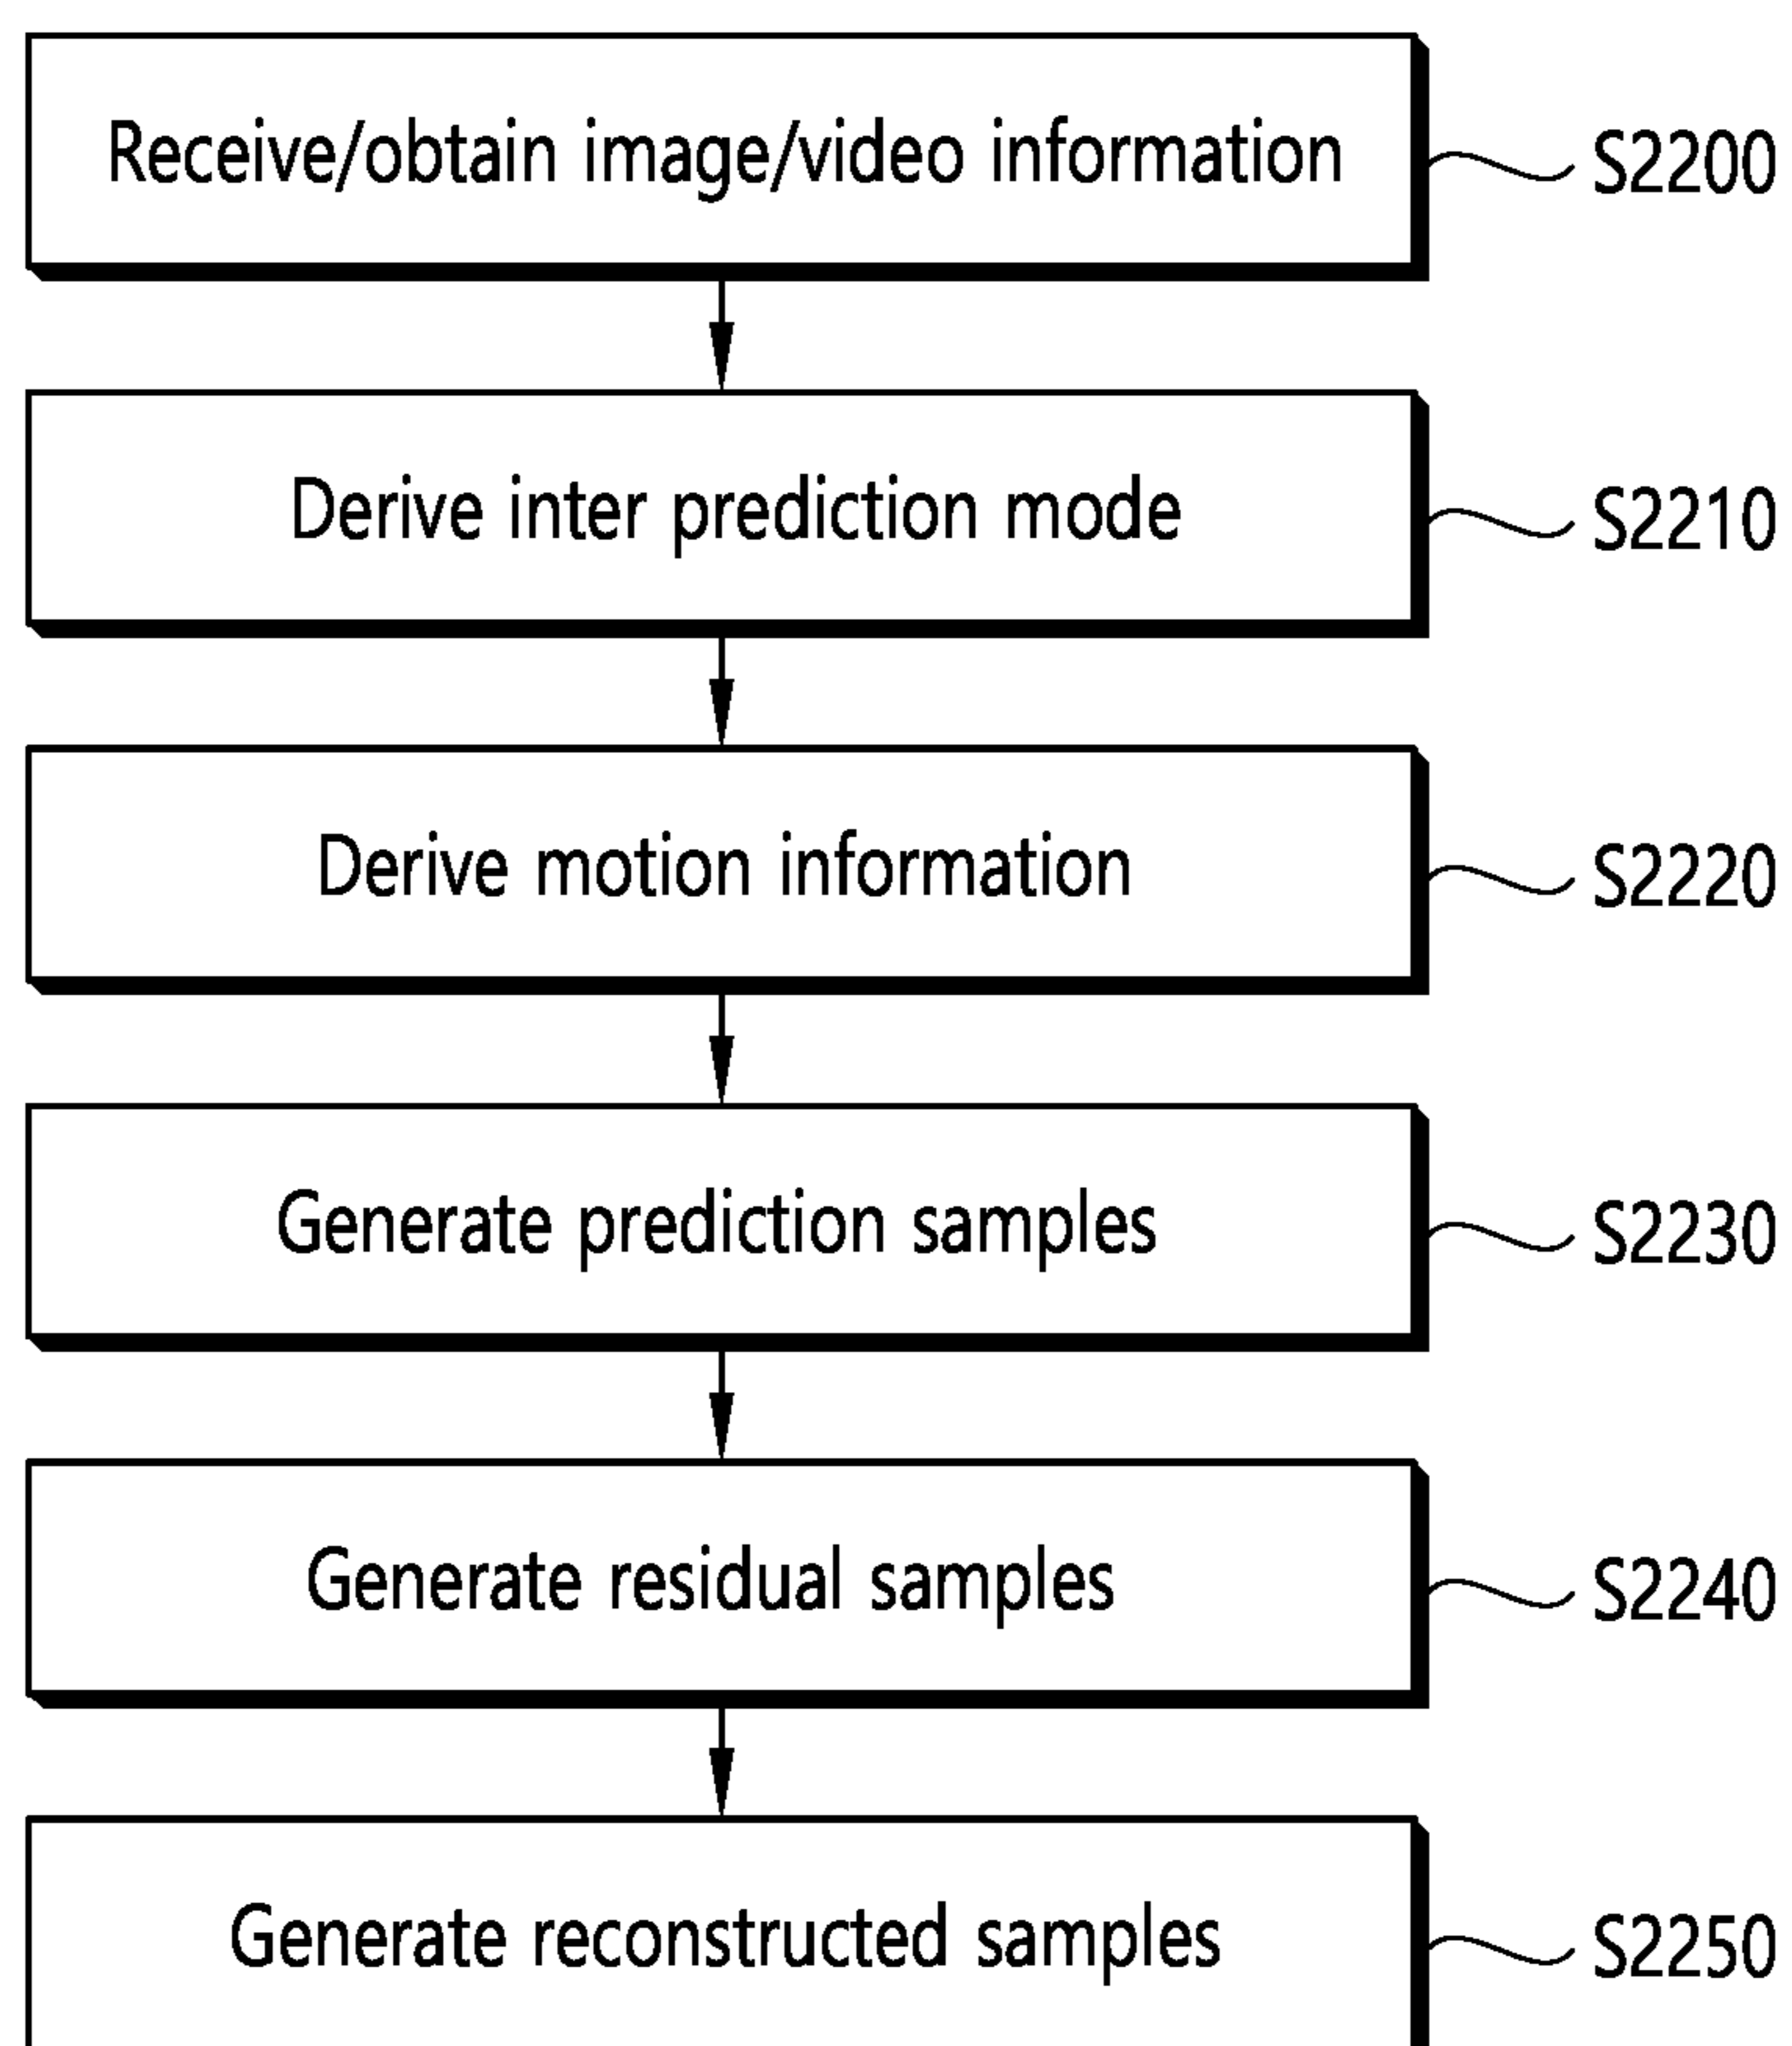 Receive/obtain image/video information S2200
Derive inter prediction mode S2210
Derive motion information S2220
Generate prediction samples S2230
Generate residual samples S2240
Generate reconstructed samples S2250